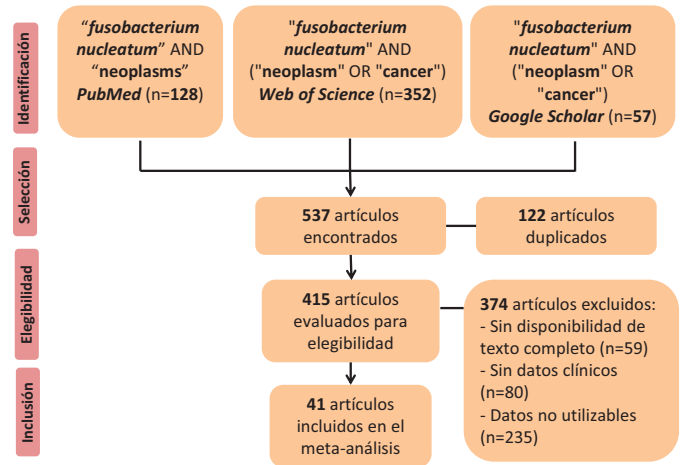 Identificación
“fusobacterium
nucleatum” AND
“neoplasms”
PubMed (n=128)
"fusobacterium
nucleatum" AND
("neoplasm" OR "cancer")
Web of Science (n=352)
"fusobacterium
nucleatum" AND
("neoplasm" OR
"cancer")
Google Scholar (n=57)
Selección
537 artículos
encontrados
122 artículos
duplicados
Elegibilidad
415 artículos
evaluados para
elegibilidad
374 artículos excluidos:
- Sin disponibilidad de
texto completo (n=59)
- Sin datos clínicos
(n=80)
- Datos no utilizables
(n=235)
Inclusión
41 artículos
incluidos en el
meta-análisis